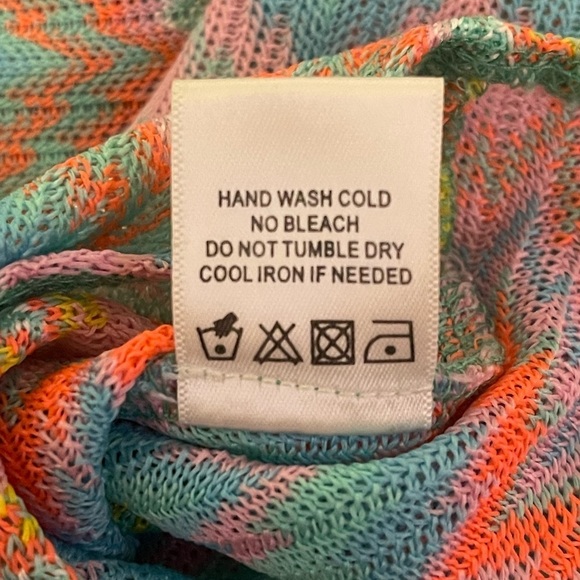 HAND WASH COLD
NO BLEACH
DO NOT TUMBLE DRY
COOL IRON IF NEEDED